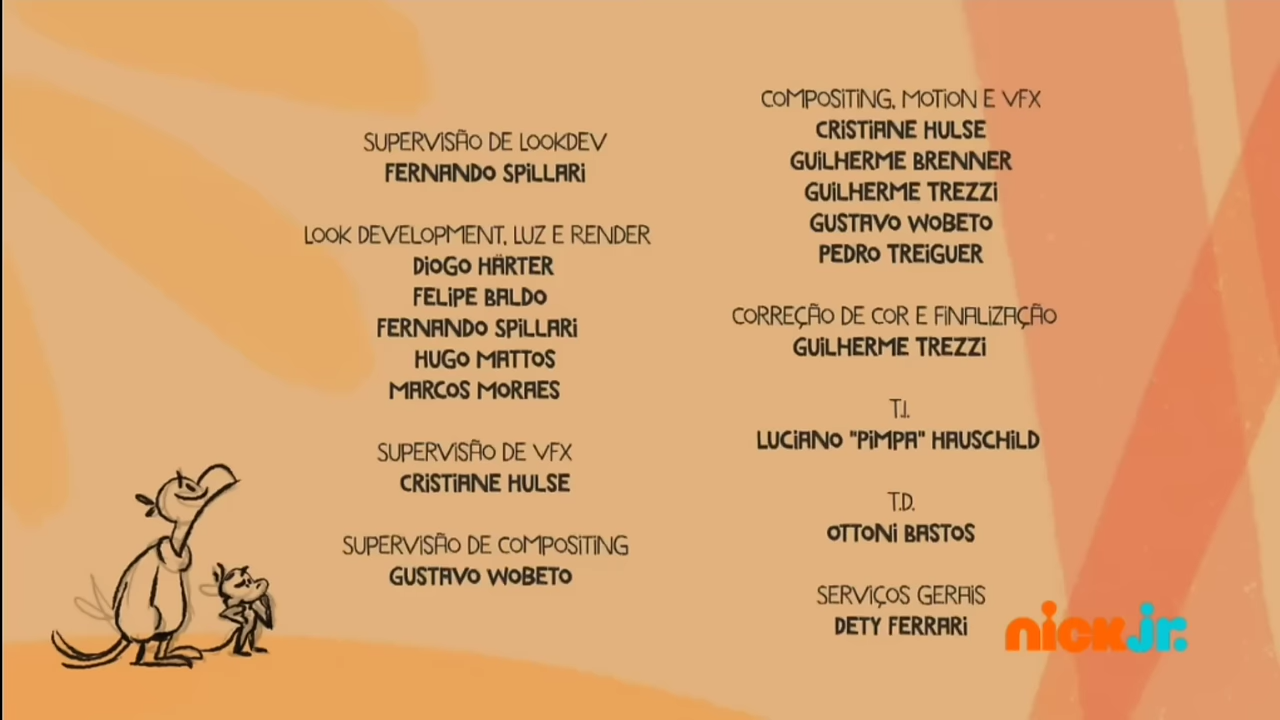 SUPERVISÃO DE LOOKDEV
FERNANDO SPILLARI
LOOK DEVELOPMENT, LUZ E RENDER
DIOGO HÄRTER
FELIPE BALDO
FERNANDO SPILLARI
HUGO MATTOS
MARCOS MORAES
SUPERVISÃO DE VFX
CRISTIANE HULSE
SUPERVISÃO DE COMPOSITING
GUSTAVO WOBETO
COMPOSITING, MOTION E VFX
CRISTIANE HULSE
GUILHERME BRENNER
GUILHERME TREZZI
GUSTAVO WOBETO
PEDRO TREIGUER
CORREÇÃO DE COR E FINALIZAÇÃO
GUILHERME TREZZI
T.I.
LUCIANO "PIMPA" HAUSCHILD
T.D.
OTTONI BASTOS
SERVIÇOS GERAIS
DETY FERRARI
nick jr.